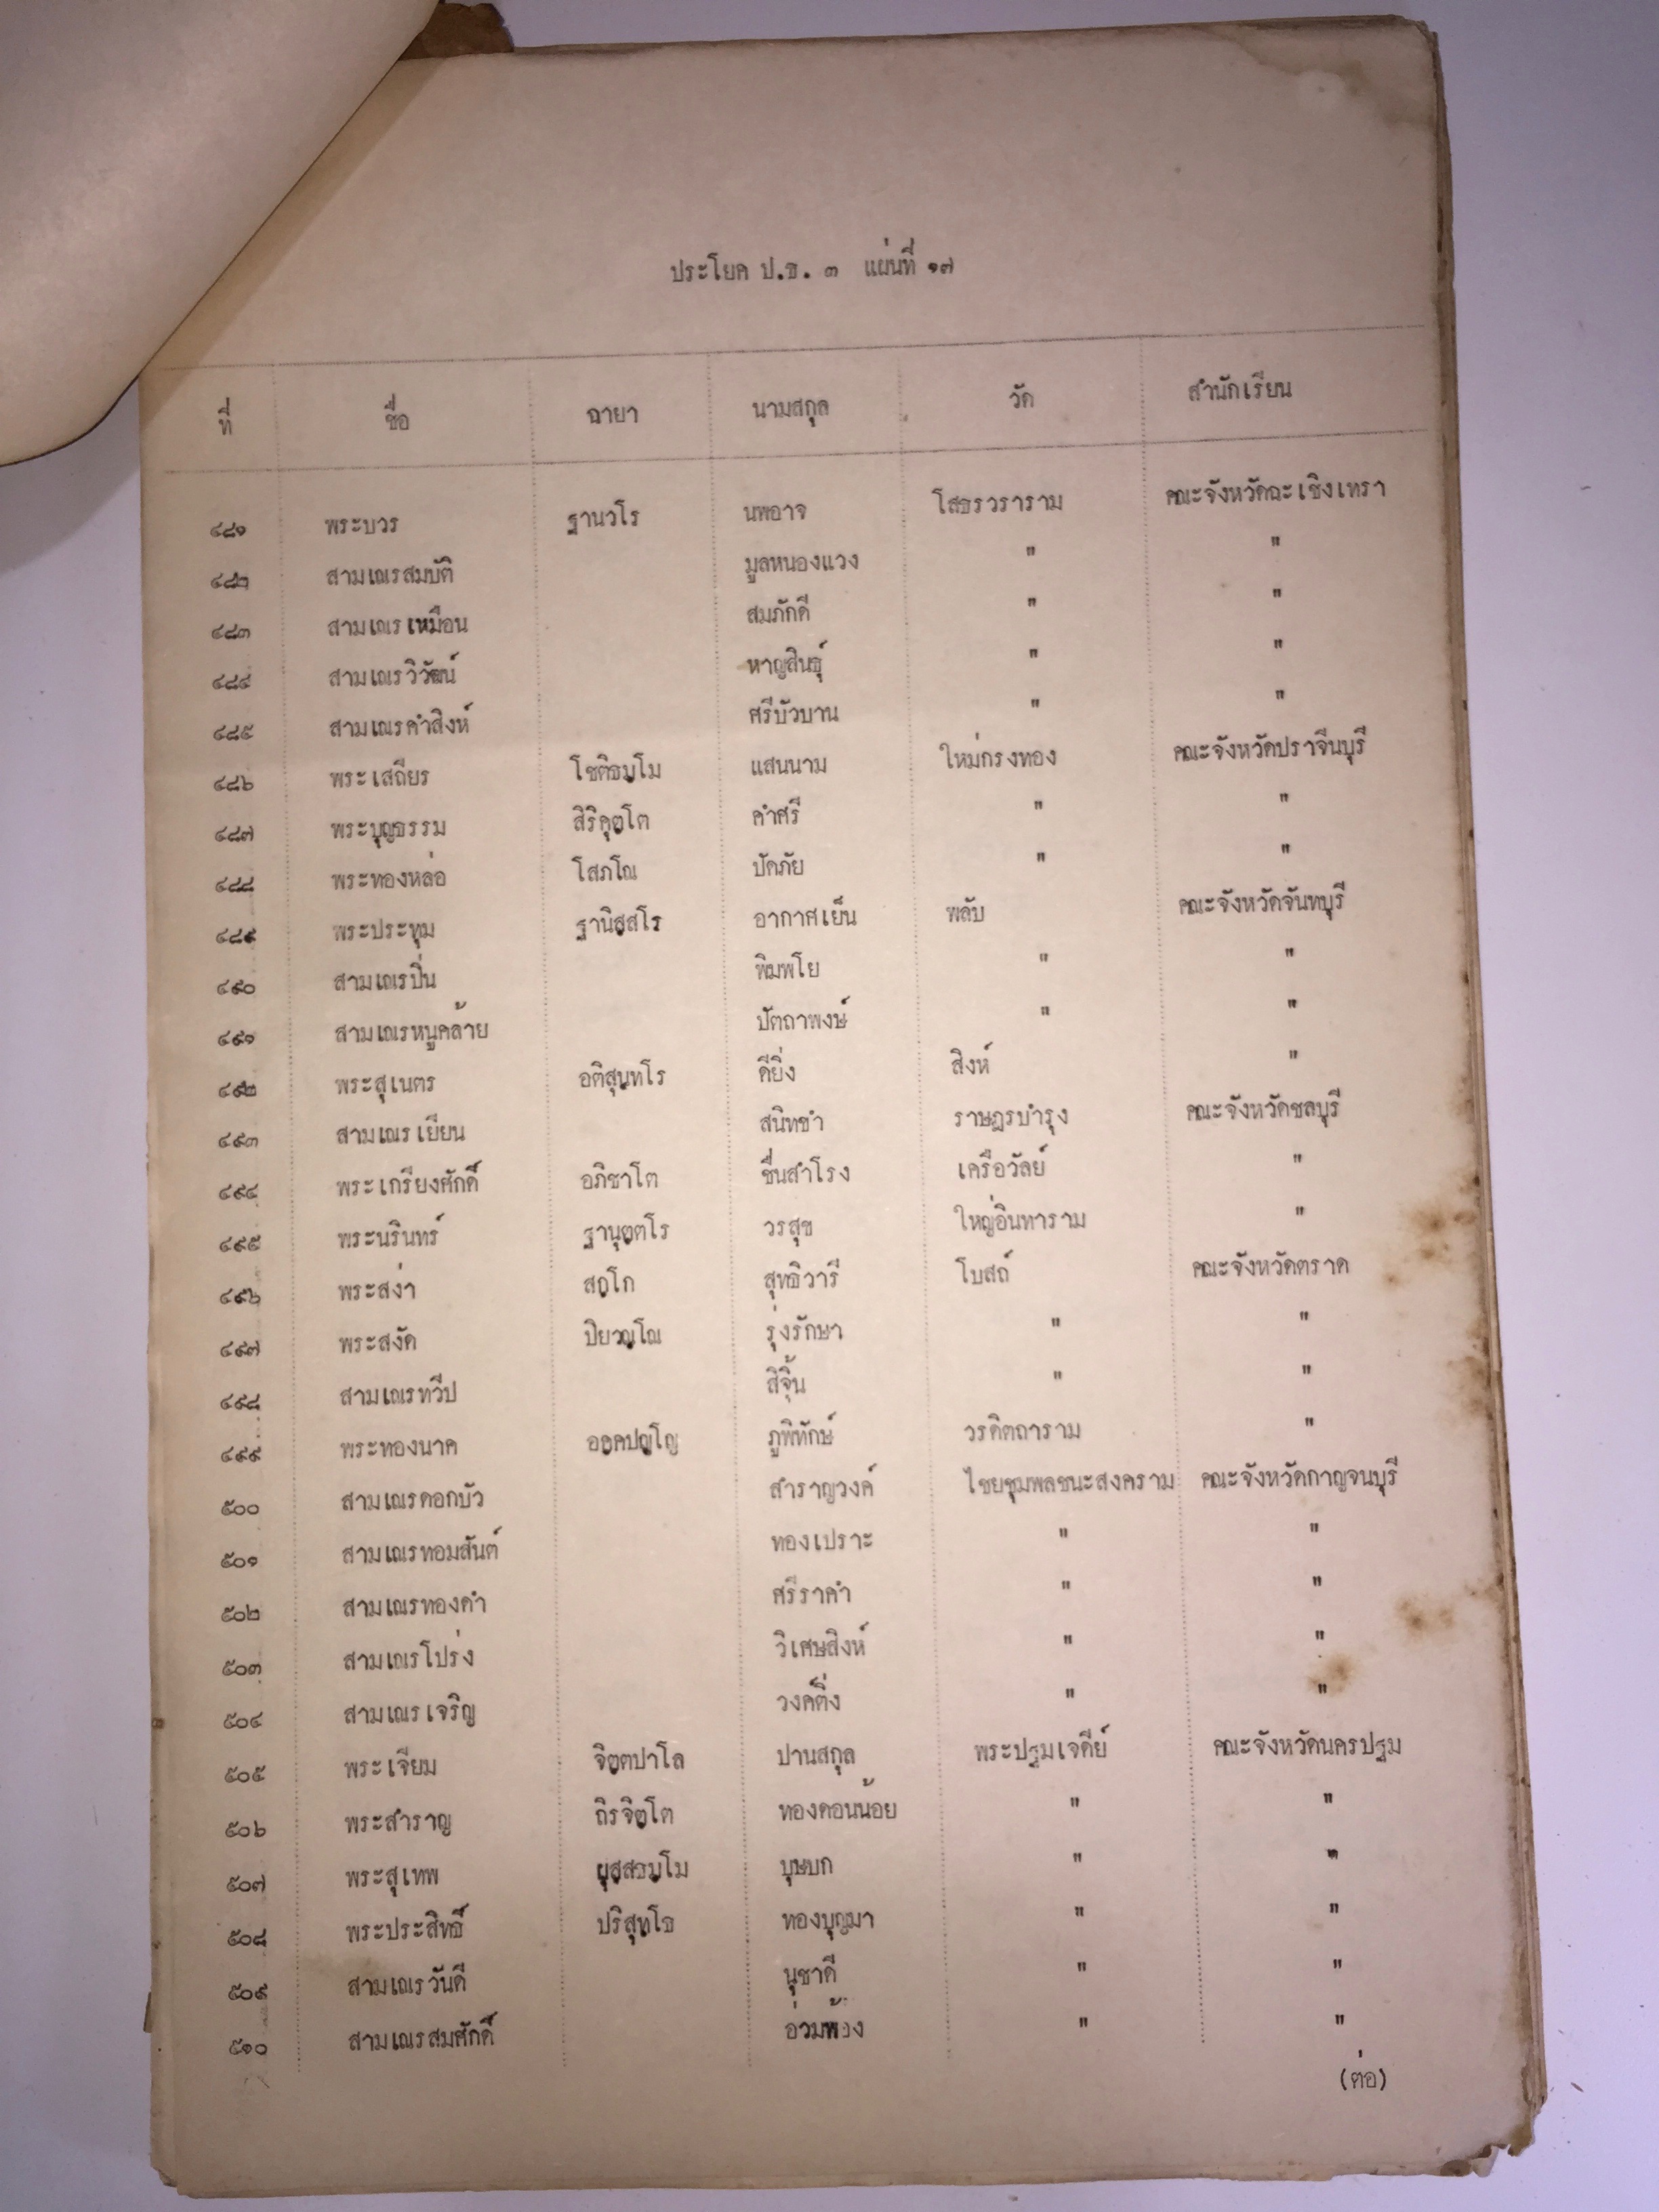 ประโยค ป.ธ. ๓ แผ่นที่ ๑๗
ที่ ชื่อ ฉายา นามสกุล วัด สำนักเรียน
๔๘๑ พระบวร ฐานวโร นพอาจ โสธรวราราม คณะจังหวัดฉะเชิงเทรา
๔๘๒ สามเณรสมบัติ มูลหนองแวง " "
๔๘๓ สามเณรเหมือน สมภักดี " "
๔๘๔ สามเณรวิวัฒน์ หาญสินธุ์ " "
๔๘๕ สามเณรคำสิงห์ ศรีบัวบาน " "
๔๘๖ พระเสถียร โชติธมฺโม แสนนาม ใหม่กรงทอง คณะจังหวัดปราจีนบุรี
๔๘๗ พระบุญธรรม สิริคุตฺโต คำศรี " "
๔๘๘ พระทองหล่อ โสภโณ ปัดภัย " "
๔๘๙ พระประทุม ฐานิสฺสโร อากาศเย็น พลับ คณะจังหวัดจันทบุรี
๔๙๐ สามเณรปิ่น พิมพโย " "
๔๙๑ สามเณรหนูคล้าย ปัตถาพงษ์ " "
๔๙๒ พระสุเนตร อติสุนฺทโร ดียิ่ง สิงห์ "
๔๙๓ สามเณรเยียน สนิทขำ ราษฎรบำรุง คณะจังหวัดชลบุรี
๔๙๔ พระเกรียงศักดิ์ อภิชาโต ชื่นสำโรง เครือวัลย์ "
๔๙๕ พระนรินทร์ ฐานุตฺตโร วรสุข ใหญ่อินทาราม "
๔๙๖ พระสง่า สถโก สุทธิวารี โบสถ์ คณะจังหวัดตราด
๔๙๗ พระสงัด ปิยวณฺโณ รุ่งรักษา " "
๔๙๘ สามเณรทวีป สิจุ้ิน " "
๔๙๙ พระทองนาค อคฺคปญฺโญ ภูพิทักษ์ วรดิตถาราม "
๕๐๐ สามเณรดอกบัว สำราญวงค์ ไชยชุมพลชนะสงคราม คณะจังหวัดกาญจนบุรี
๕๐๑ สามเณรทอมสันต์ ทองเปราะ " "
๕๐๒ สามเณรทองคำ ศรีราคำ " "
๕๐๓ สามเณรโปร่ง วิเศษสิงห์ " "
๕๐๔ สามเณรเจริญ วงค์ติ่ง " "
๕๐๕ พระเจียม จิตฺตปาโล ปานสกุล พระปฐมเจดีย์ คณะจังหวัดนครปฐม
๕๐๖ พระสำราญ ถิรจิตฺโต ทองดอนน้อย " "
๕๐๗ พระสุเทพ ผุสฺสธมฺโม บุษบก " "
๕๐๘ พระประสิทธิ์ ปริสุทฺโธ ทองบุญมา " "
๕๐๙ สามเณรวันดี นุชาดี " "
๕๑๐ สามเณรสมศักดิ์ " "
(ต่อ)